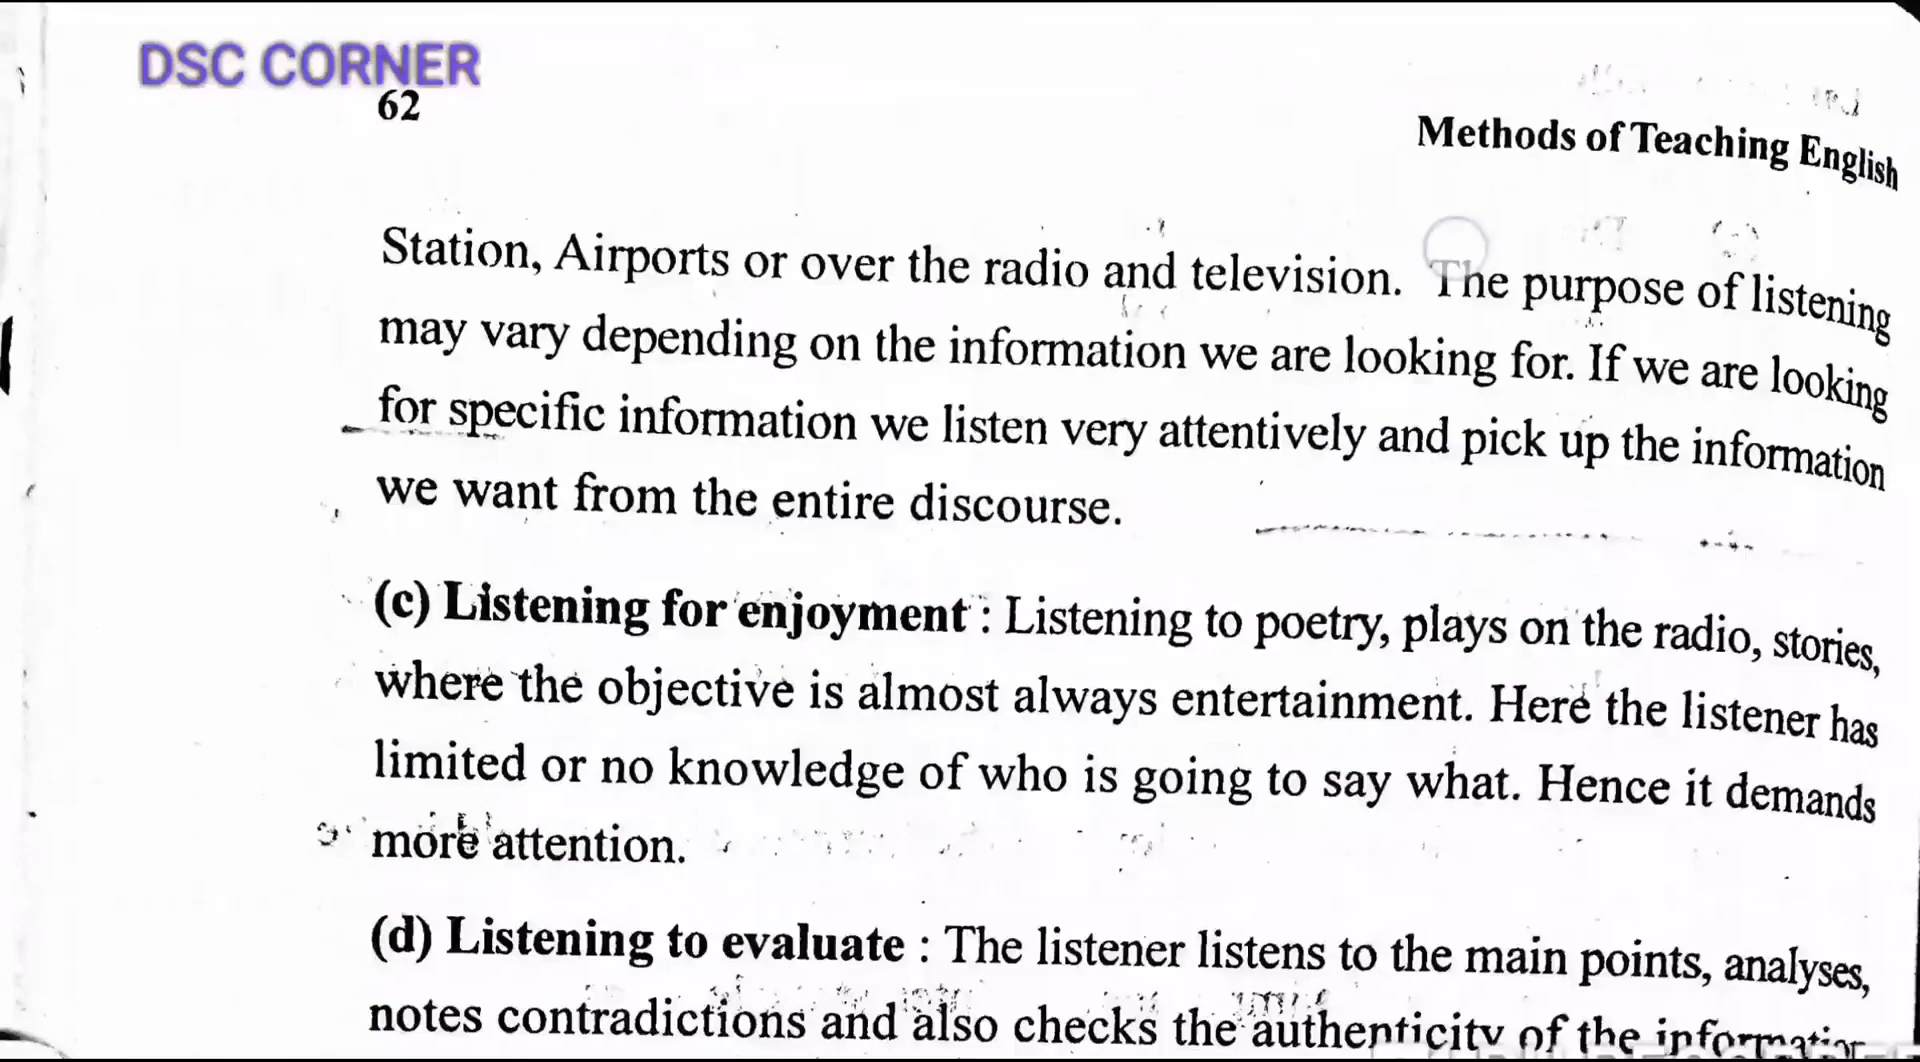 DSC CORNER
62
Methods of Teaching English
Station, Airports or over the radio and television. The purpose of listening
may vary depending on the information we are looking for. If we are looking
for specific information we listen very attentively and pick up the information
we want from the entire discourse.
(c) Listening for enjoyment : Listening to poetry, plays on the radio, stories,
where the objective is almost always entertainment. Here the listener has
limited or no knowledge of who is going to say what. Hence it demands
more attention.
(d) Listening to evaluate : The listener listens to the main points, analyses,
notes contradictions and also checks the authenticity of the information